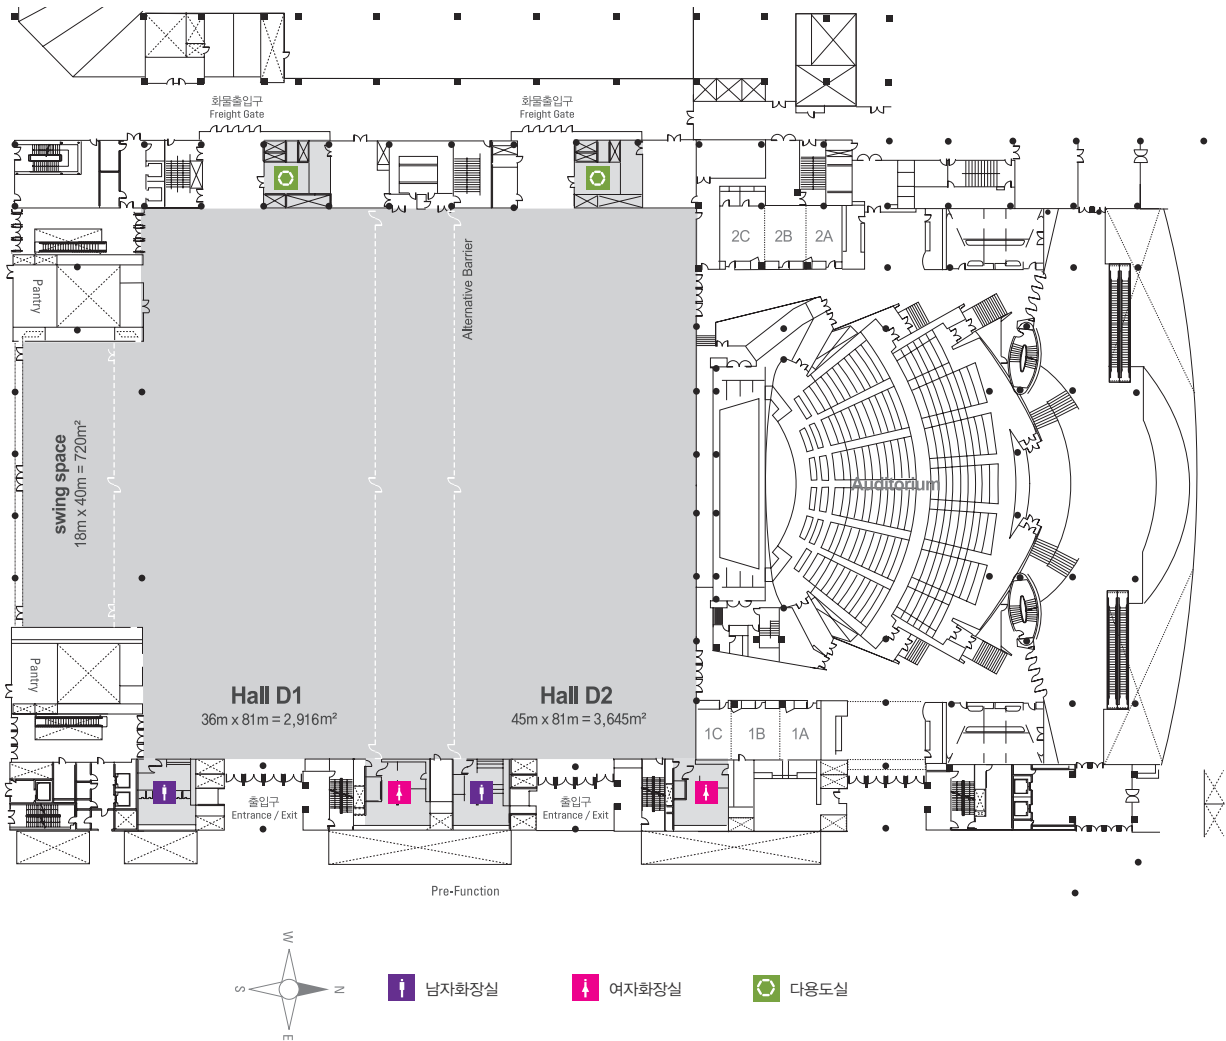 화물출입구
Freight Gate
화물출입구
Freight Gate
2C
2B
2A
Pantry
Alternative Barrier
swing space
18m x 40m = 720m²
Auditorium
Pantry
Hall D1
36m x 81m = 2,916m²
Hall D2
45m x 81m = 3,645m²
1C
1B
1A
출입구
Entrance / Exit
출입구
Entrance / Exit
Pre-Function
W
S
N
E
남자화장실
여자화장실
다용도실